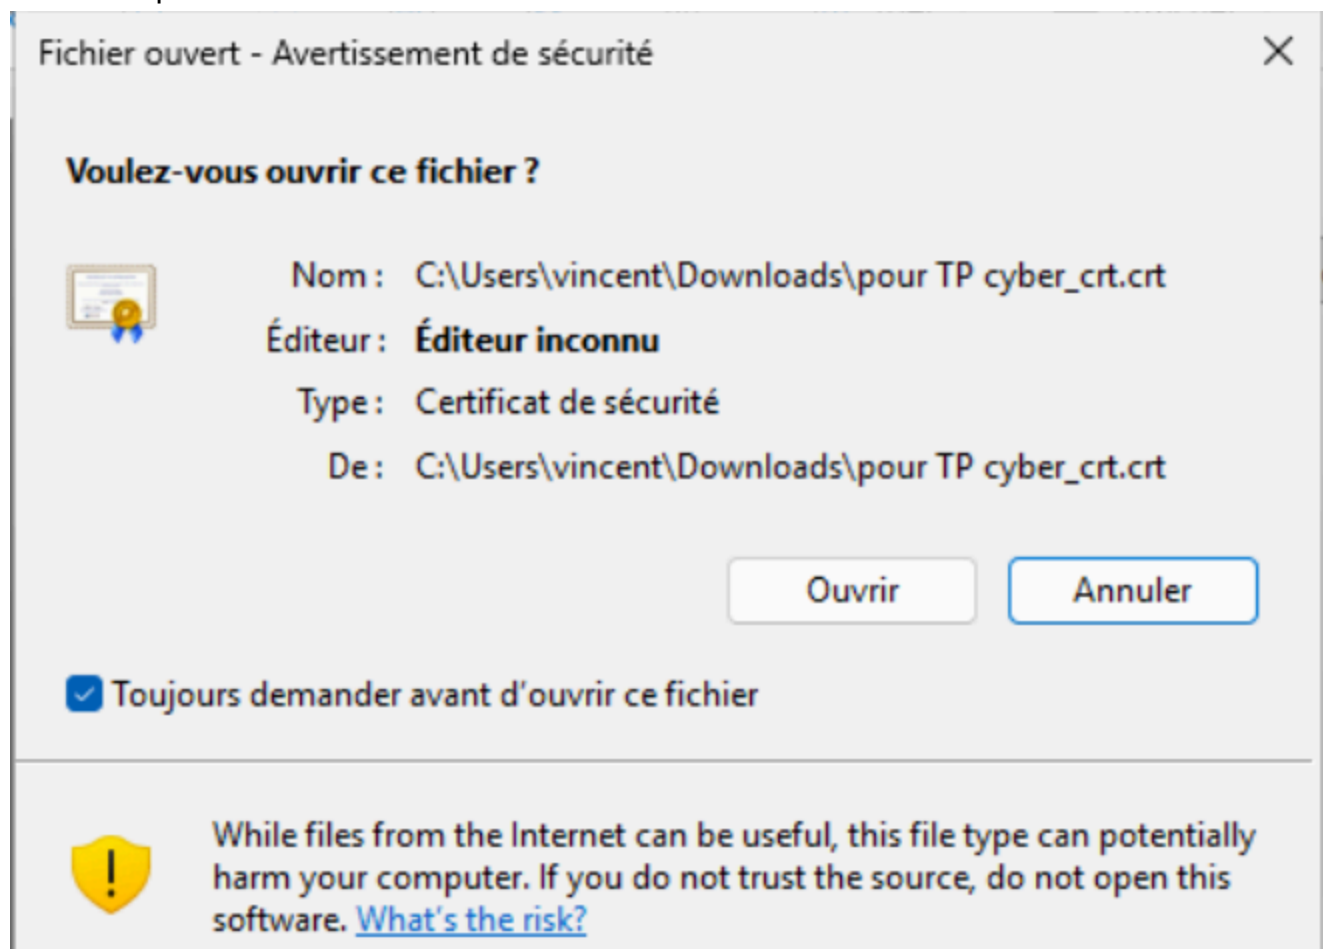 Fichier ouvert - Avertissement de sécurité
Voulez-vous ouvrir ce fichier ?
Nom : C:\Users\vincent\Downloads\pour TP cyber_crt.crt
Éditeur : Éditeur inconnu
Type : Certificat de sécurité
De : C:\Users\vincent\Downloads\pour TP cyber_crt.crt
Ouvrir Annuler
Toujours demander avant d'ouvrir ce fichier
While files from the Internet can be useful, this file type can potentially
harm your computer. If you do not trust the source, do not open this
software. What's the risk?